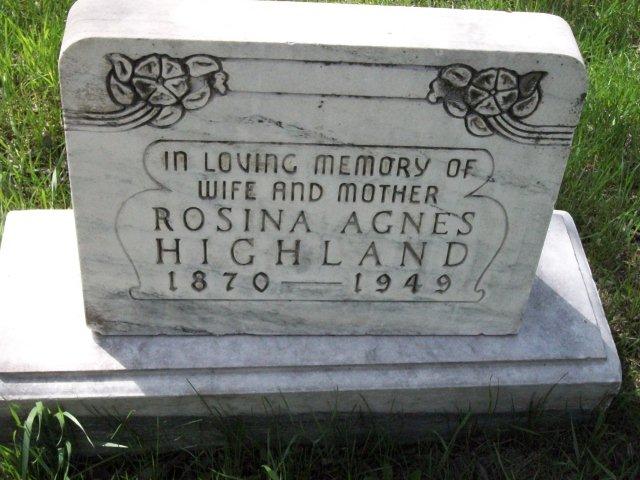 IN LOVING MEMORY OF
WIFE AND MOTHER
ROSINA AGNES
HIGHLAND
1870 — 1949